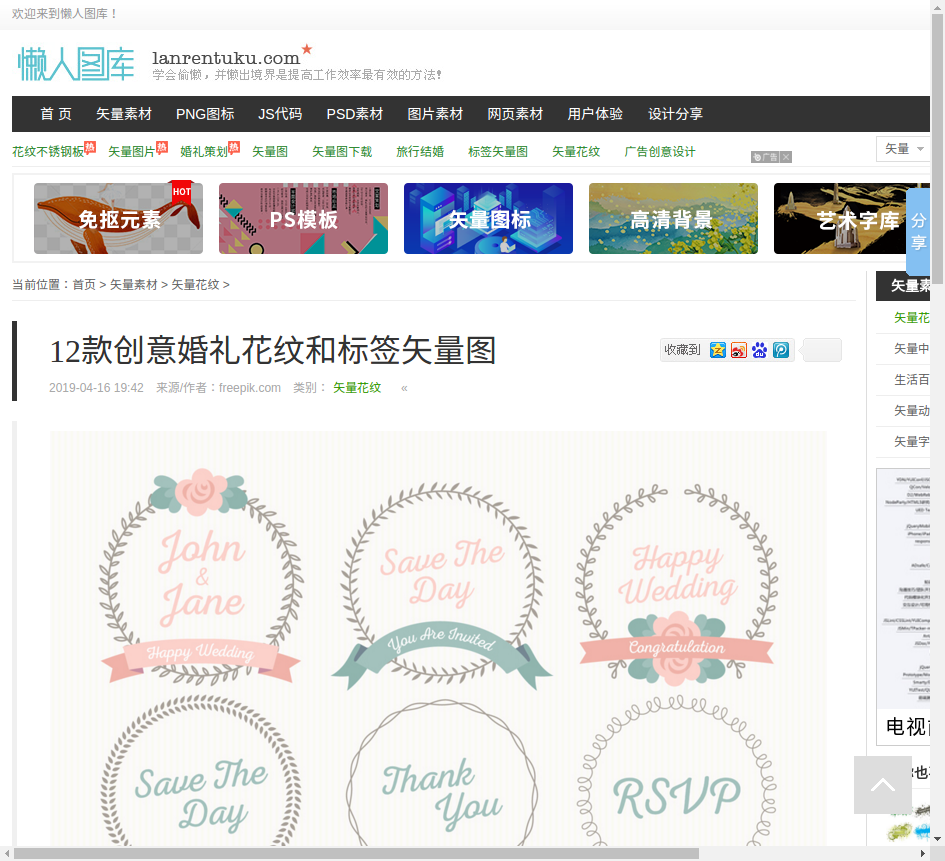 欢迎来到懒人图库！
懒人图库 lanrentuku.com
学会偷懒，并懒出境界是提高工作效率最有效的方法！
首 页 矢量素材 PNG图标 JS代码 PSD素材 图片素材 网页素材 用户体验 设计分享
花纹不锈钢板热 矢量图片热 婚礼策划热 矢量图 矢量图下载 旅行结婚 标签矢量图 矢量花纹 广告创意设计
广告
矢量
免抠元素 HOT PS模板 矢量图标 高清背景 艺术字库
分享
当前位置：首页 > 矢量素材 > 矢量花纹 >
12款创意婚礼花纹和标签矢量图
收藏到
2019-04-16 19:42 来源/作者：freepik.com 类别： 矢量花纹 «
John
&
Jane
Happy Wedding
Save The
Day
You Are Invited
Happy
Wedding
Congratulation
Save The
Day
Thank
You
RSVP
矢量素
矢量花
矢量中
生活百
矢量动
矢量字
电视
也